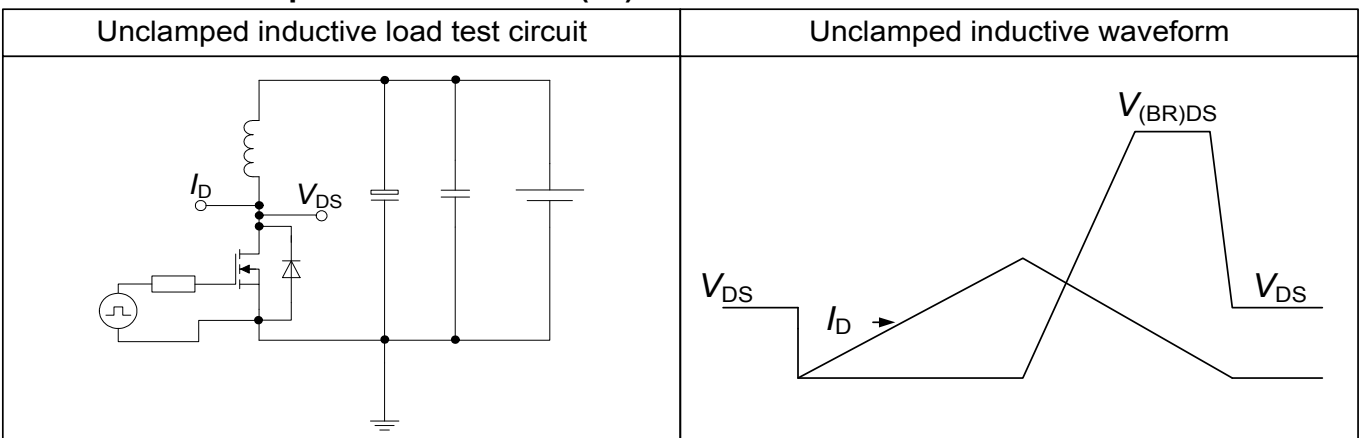 Unclamped inductive load test circuit
Unclamped inductive waveform
V(BR)DS
ID
VDS
VDS
ID
VDS